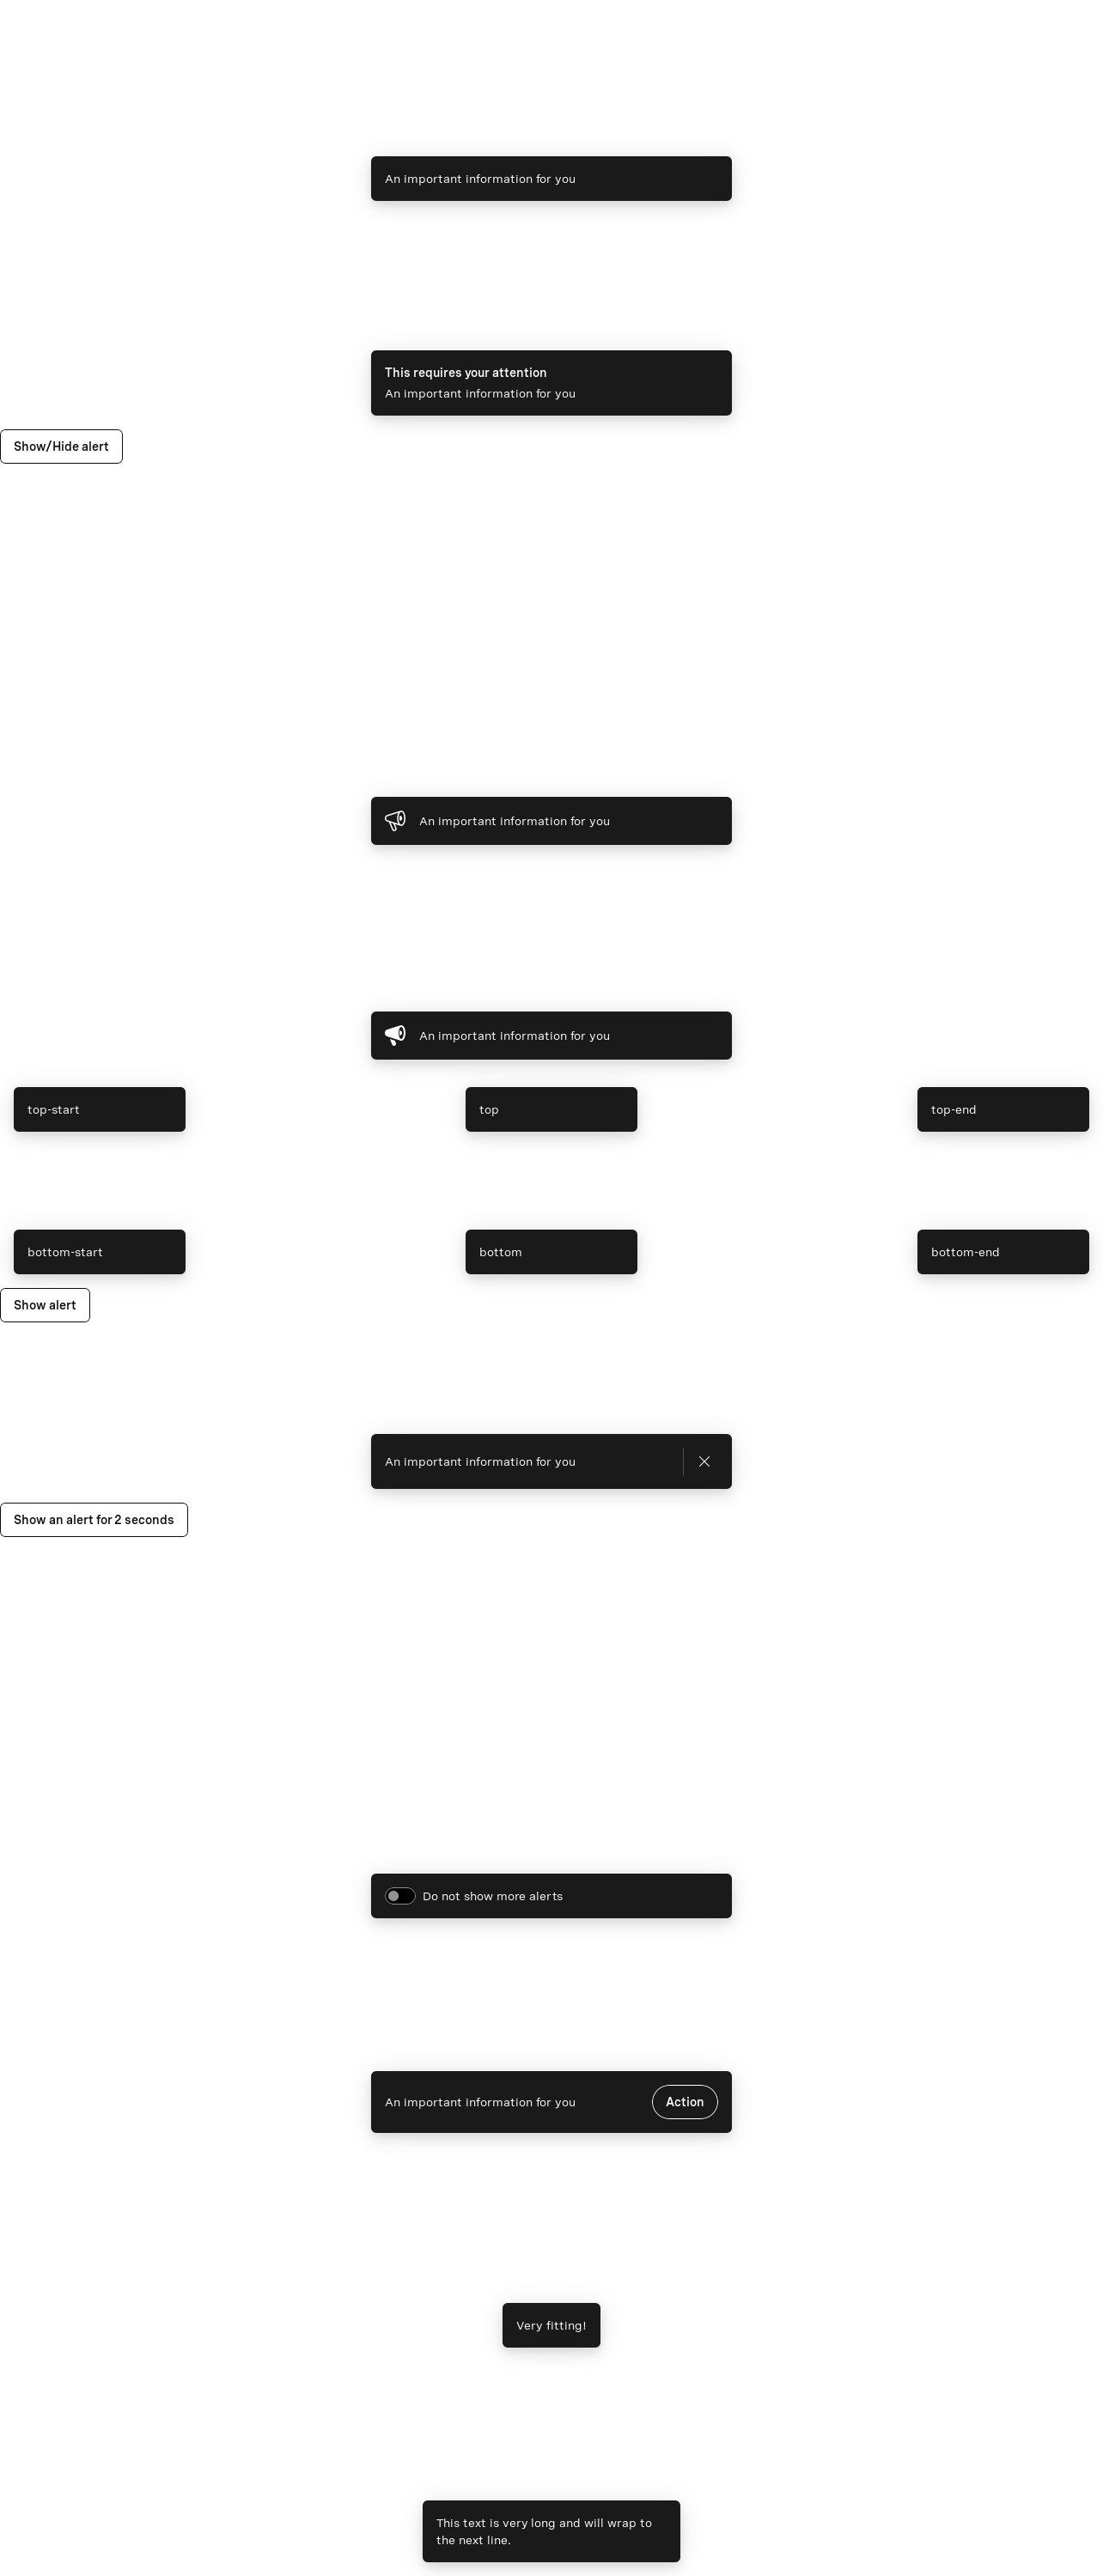 An important information for you
This requires your attention
An important information for you
Show/Hide alert
An important information for you
An important information for you
top-start
top
top-end
bottom-start
bottom
bottom-end
Show alert
An important information for you
Show an alert for 2 seconds
Do not show more alerts
An important information for you
Action
Very fitting!
This text is very long and will wrap to
the next line.